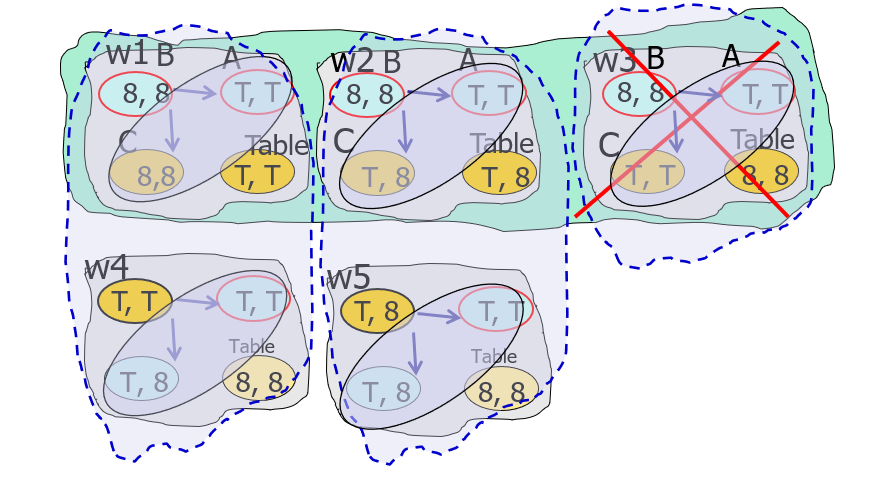 w1 B A
8, 8 T, T
C Table
8,8 T, T
w2 B A
8, 8 T, T
C Table
T, 8 T, 8
w3 B A
8, 8 T, T
C Table
T, T 8, 8
w4
T, T T, T
Table
T, 8 8, 8
w5
T, 8 T, T
Table
T, 8 8, 8